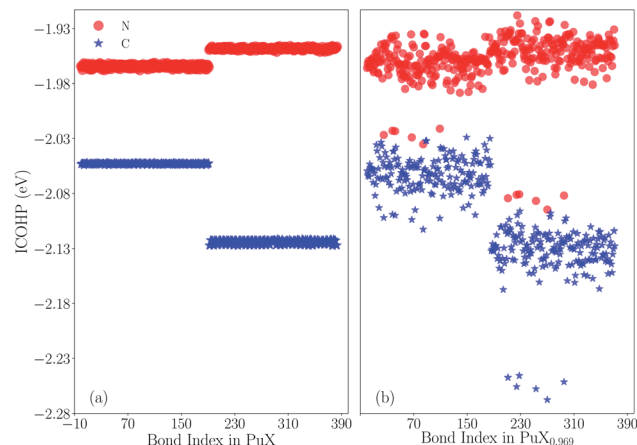 −1.93
−1.98
−2.03
−2.08
−2.13
−2.18
−2.23
−2.28
ICOHP (eV)
N
C
(a)
(b)
−10 70 150 230 310 390
70 150 230 310 390
Bond Index in PuX
Bond Index in PuX0.969